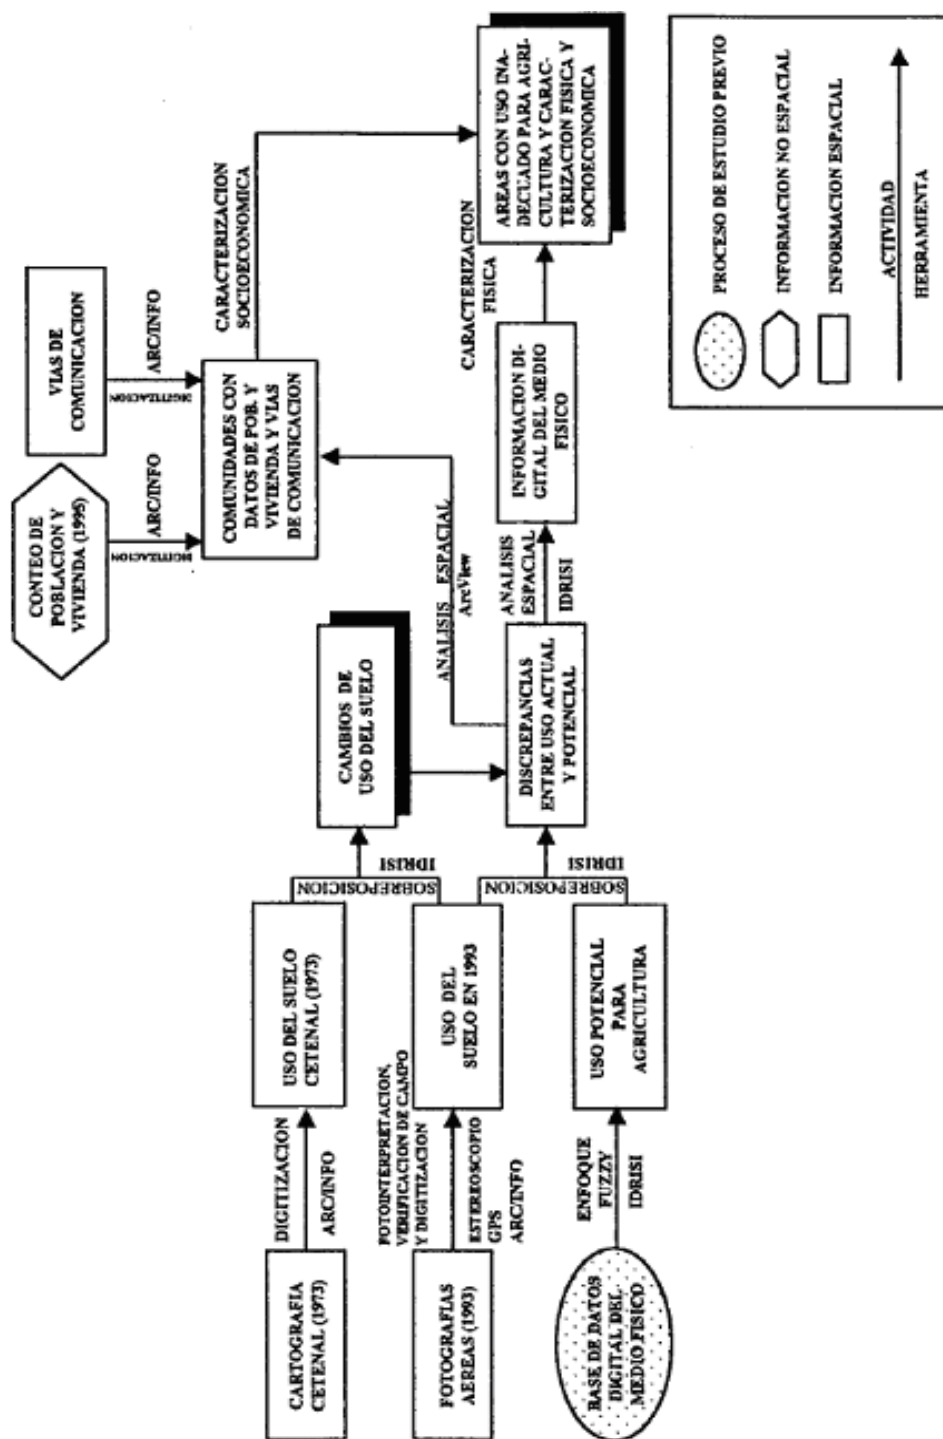 CARTOGRAFIA
CETENAL (1973)
DIGITIZACION
ARC/INFO
USO DEL SUELO
CETENAL (1973)
FOTOGRAFIAS
AEREAS (1993)
FOTOINTERPRETACION,
VERIFICACION DE CAMPO
Y DIGITIZACION
ESTEREOSCOPIO
GPS
ARC/INFO)
USO DEL
SUELO EN 1993
BASE DE DATOS
DIGITAL DEL
MEDIO FISICO
ENFOQUE
FUZZY
IDRISI
USO POTENCIAL
PARA
AGRICULTURA
SOBREPOSICION
IDRISI
SOBREPOSICION
IDRISI
CAMBIOS DE
USO DEL SUELO
DISCREPANCIAS
ENTRE USO ACTUAL
Y POTENCIAL
ANALISIS ESPACIAL
ArcView
ANALISIS
ESPACIAL
IDRISI
CONTEO DE
POBLACION Y
VIVIENDA (1995)
DIGITIZACION
ARC/INFO
VIAS DE
COMUNICACION
DIGITIZACION
ARC/INFO
COMUNIDADES CON
DATOS DE POB. Y
VIVIENDA Y VIAS
DE COMUNICACION
CARACTERIZACION
SOCIOECONOMICA
INFORMACION DI-
GITAL DEL MEDIO
FISICO
CARACTERIZACION
FISICA
AREAS CON USO INA-
DECUADO PARA AGRI-
CULTURA Y CARAC-
TERIZACION FISICA Y
SOCIOECONOMICA
PROCESO DE ESTUDIO PREVIO
INFORMACION NO ESPACIAL
INFORMACION ESPACIAL
ACTIVIDAD
HERRAMIENTA